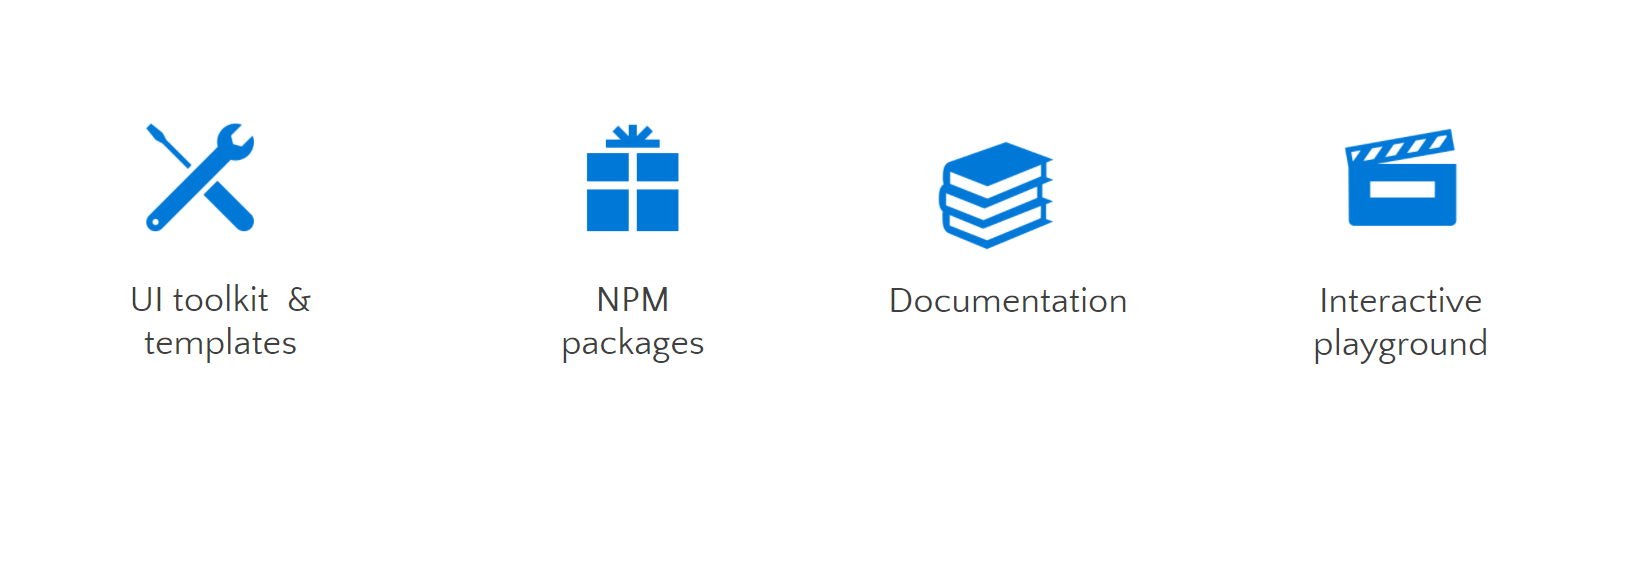 UI toolkit  &
templates
NPM
packages
Documentation
Interactive
playground